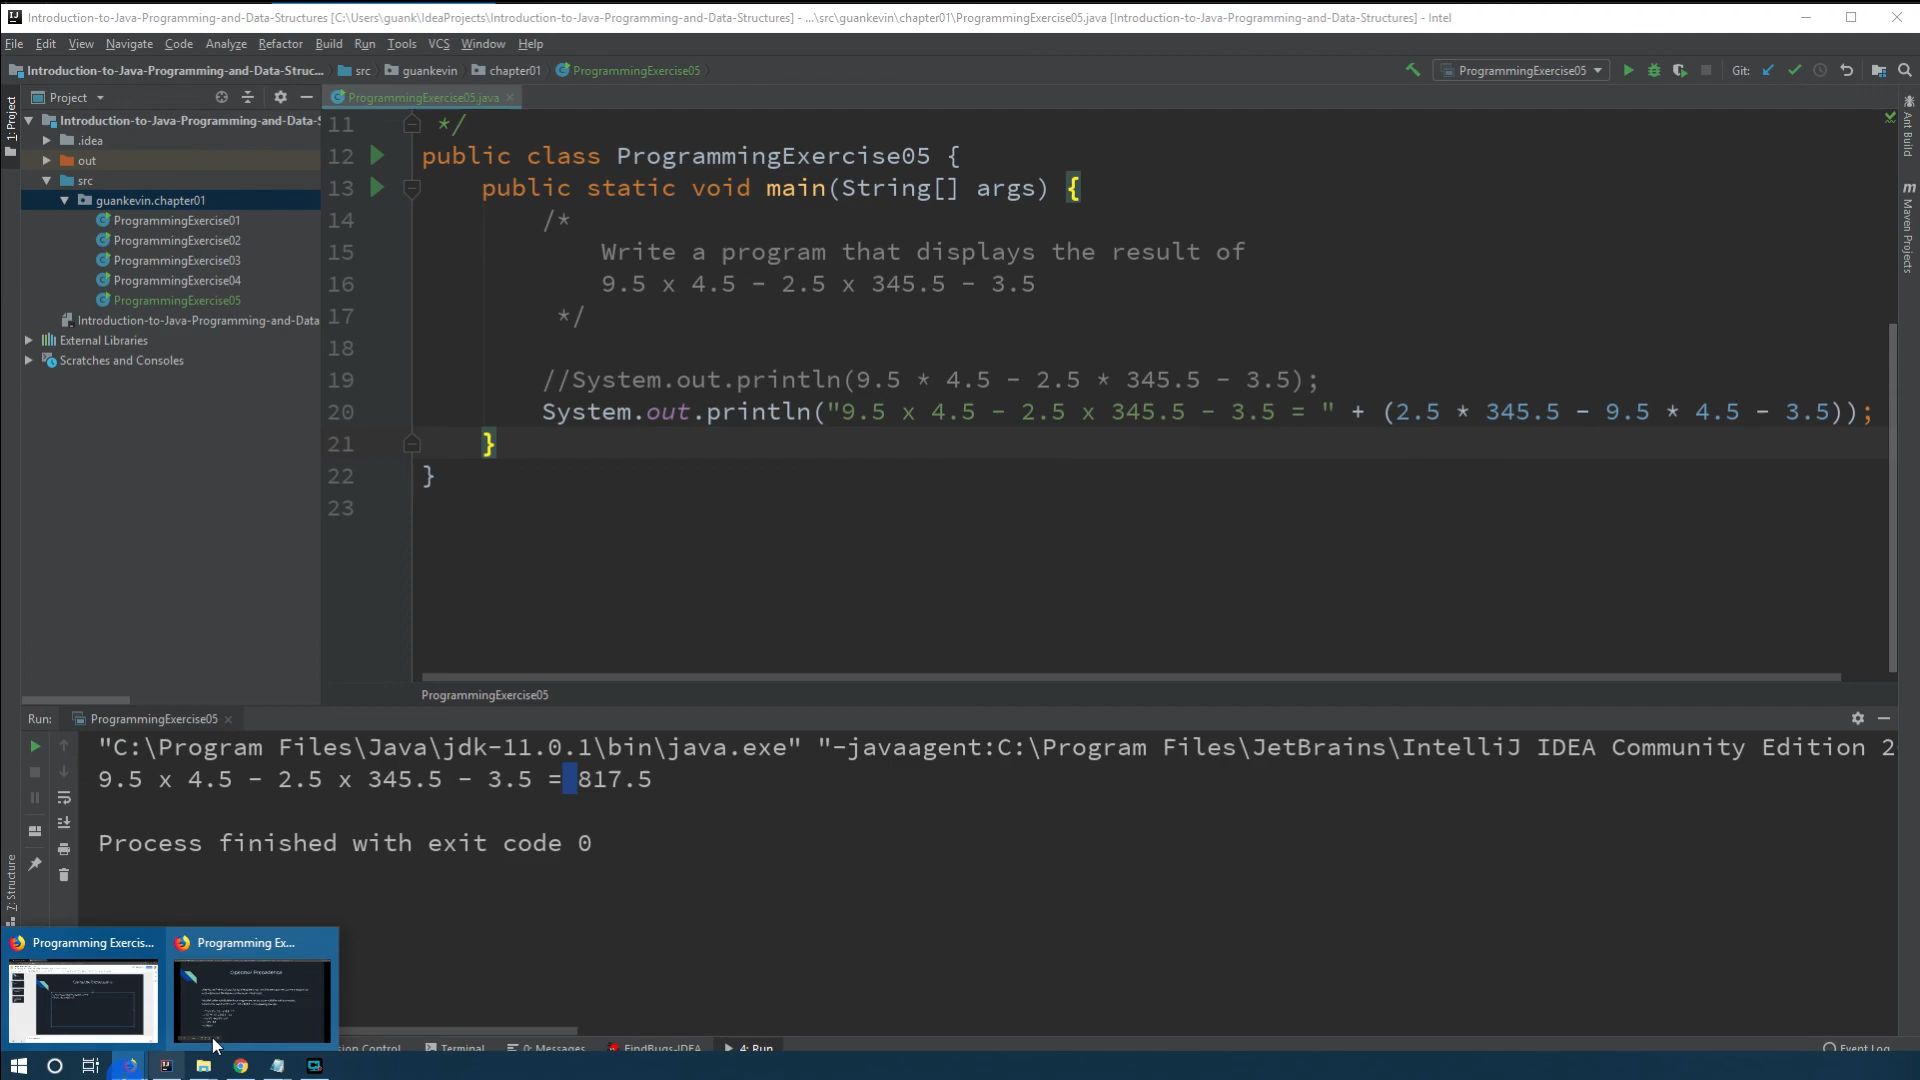 Introduction-to-Java-Programming-and-Data-Structures [C:\Users\guank\IdeaProjects\Introduction-to-Java-Programming-and-Data-Structures] - ...\src\guankevin\chapter01\ProgrammingExercise05.java [Introduction-to-Java-Programming-and-Data-Structures] - Intel
File Edit View Navigate Code Analyze Refactor Build Run Tools VCS Window Help
Introduction-to-Java-Programming-and-Data-Struc... src guankevin chapter01 ProgrammingExercise05 ProgrammingExercise05 Git:
1: Project
Project
ProgrammingExercise05.java
Introduction-to-Java-Programming-and-Data-S
.idea
out
src
guankevin.chapter01
ProgrammingExercise01
ProgrammingExercise02
ProgrammingExercise03
ProgrammingExercise04
ProgrammingExercise05
Introduction-to-Java-Programming-and-Data
External Libraries
Scratches and Consoles
11 */
12 public class ProgrammingExercise05 {
13 public static void main(String[] args) {
14 /*
15 Write a program that displays the result of
16 9.5 x 4.5 - 2.5 x 345.5 - 3.5
17 */
18
19 //System.out.println(9.5 * 4.5 - 2.5 * 345.5 - 3.5);
20 System.out.println("9.5 x 4.5 - 2.5 x 345.5 - 3.5 = " + (2.5 * 345.5 - 9.5 * 4.5 - 3.5));
21 }
22 }
23
Ant Build
Maven Projects
ProgrammingExercise05
Run: ProgrammingExercise05
"C:\Program Files\Java\jdk-11.0.1\bin\java.exe" "-javaagent:C:\Program Files\JetBrains\IntelliJ IDEA Community Edition 2
9.5 x 4.5 - 2.5 x 345.5 - 3.5 = 817.5
Process finished with exit code 0
7: Structure
Programming Exercis... Programming Ex...
Operator Precedence
sion Control Terminal 0: Messages FindBugs-IDEA 4: Run Event Log